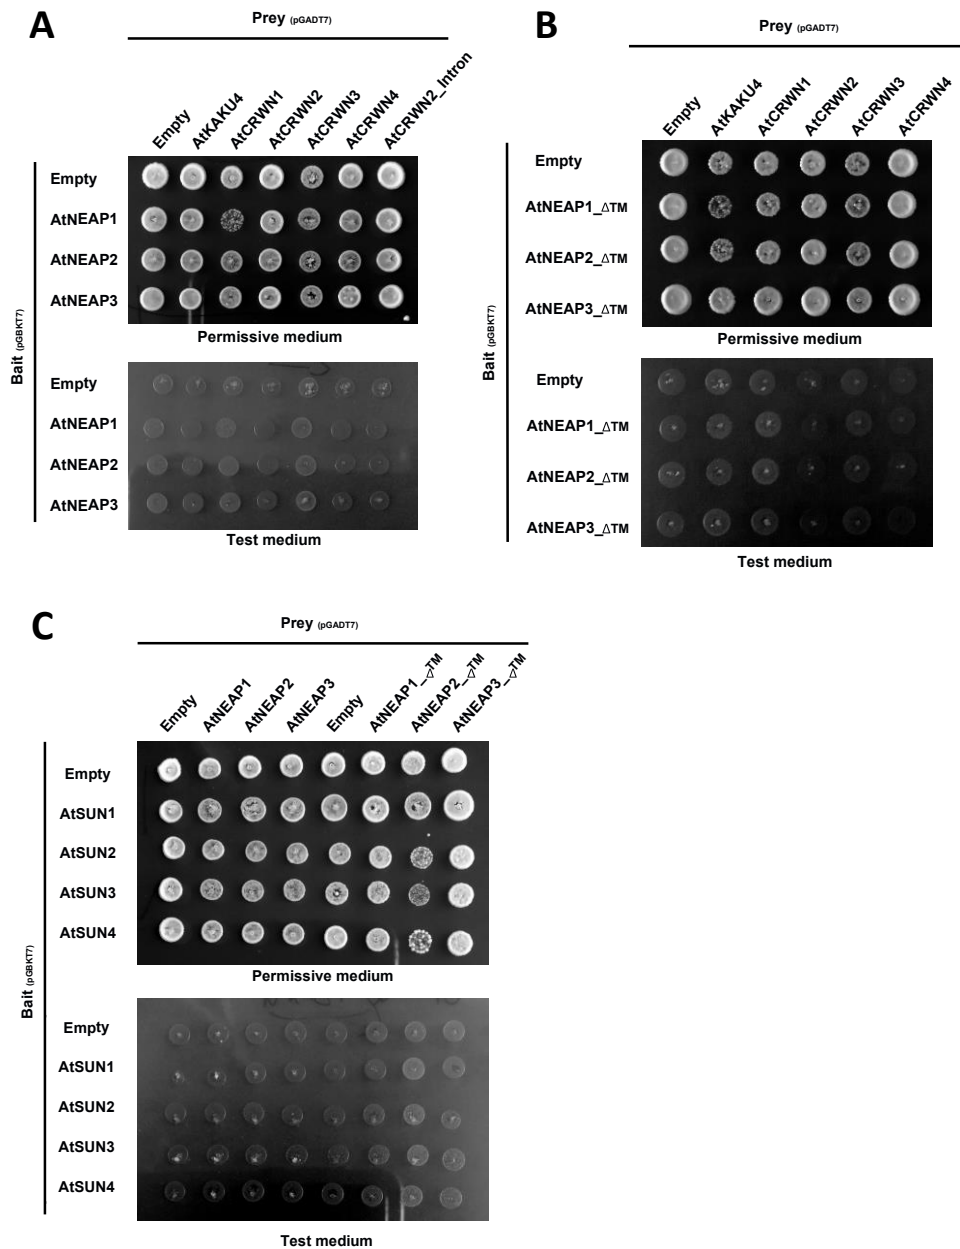 A
Prey (pGADT7)
Empty
AtKAKU4
AtCRWN1
AtCRWN2
AtCRWN3
AtCRWN4
AtCRWN2_Intron
Bait (pGBKT7)
Empty
AtNEAP1
AtNEAP2
AtNEAP3
Permissive medium
Empty
AtNEAP1
AtNEAP2
AtNEAP3
Test medium
B
Prey (pGADT7)
Empty
AtKAKU4
AtCRWN1
AtCRWN2
AtCRWN3
AtCRWN4
Bait (pGBKT7)
Empty
AtNEAP1_ΔTM
AtNEAP2_ΔTM
AtNEAP3_ΔTM
Permissive medium
Empty
AtNEAP1_ΔTM
AtNEAP2_ΔTM
AtNEAP3_ΔTM
Test medium
C
Prey (pGADT7)
Empty
AtNEAP1
AtNEAP2
AtNEAP3
Empty
AtNEAP1_ΔTM
AtNEAP2_ΔTM
AtNEAP3_ΔTM
Bait (pGBKT7)
Empty
AtSUN1
AtSUN2
AtSUN3
AtSUN4
Permissive medium
Empty
AtSUN1
AtSUN2
AtSUN3
AtSUN4
Test medium